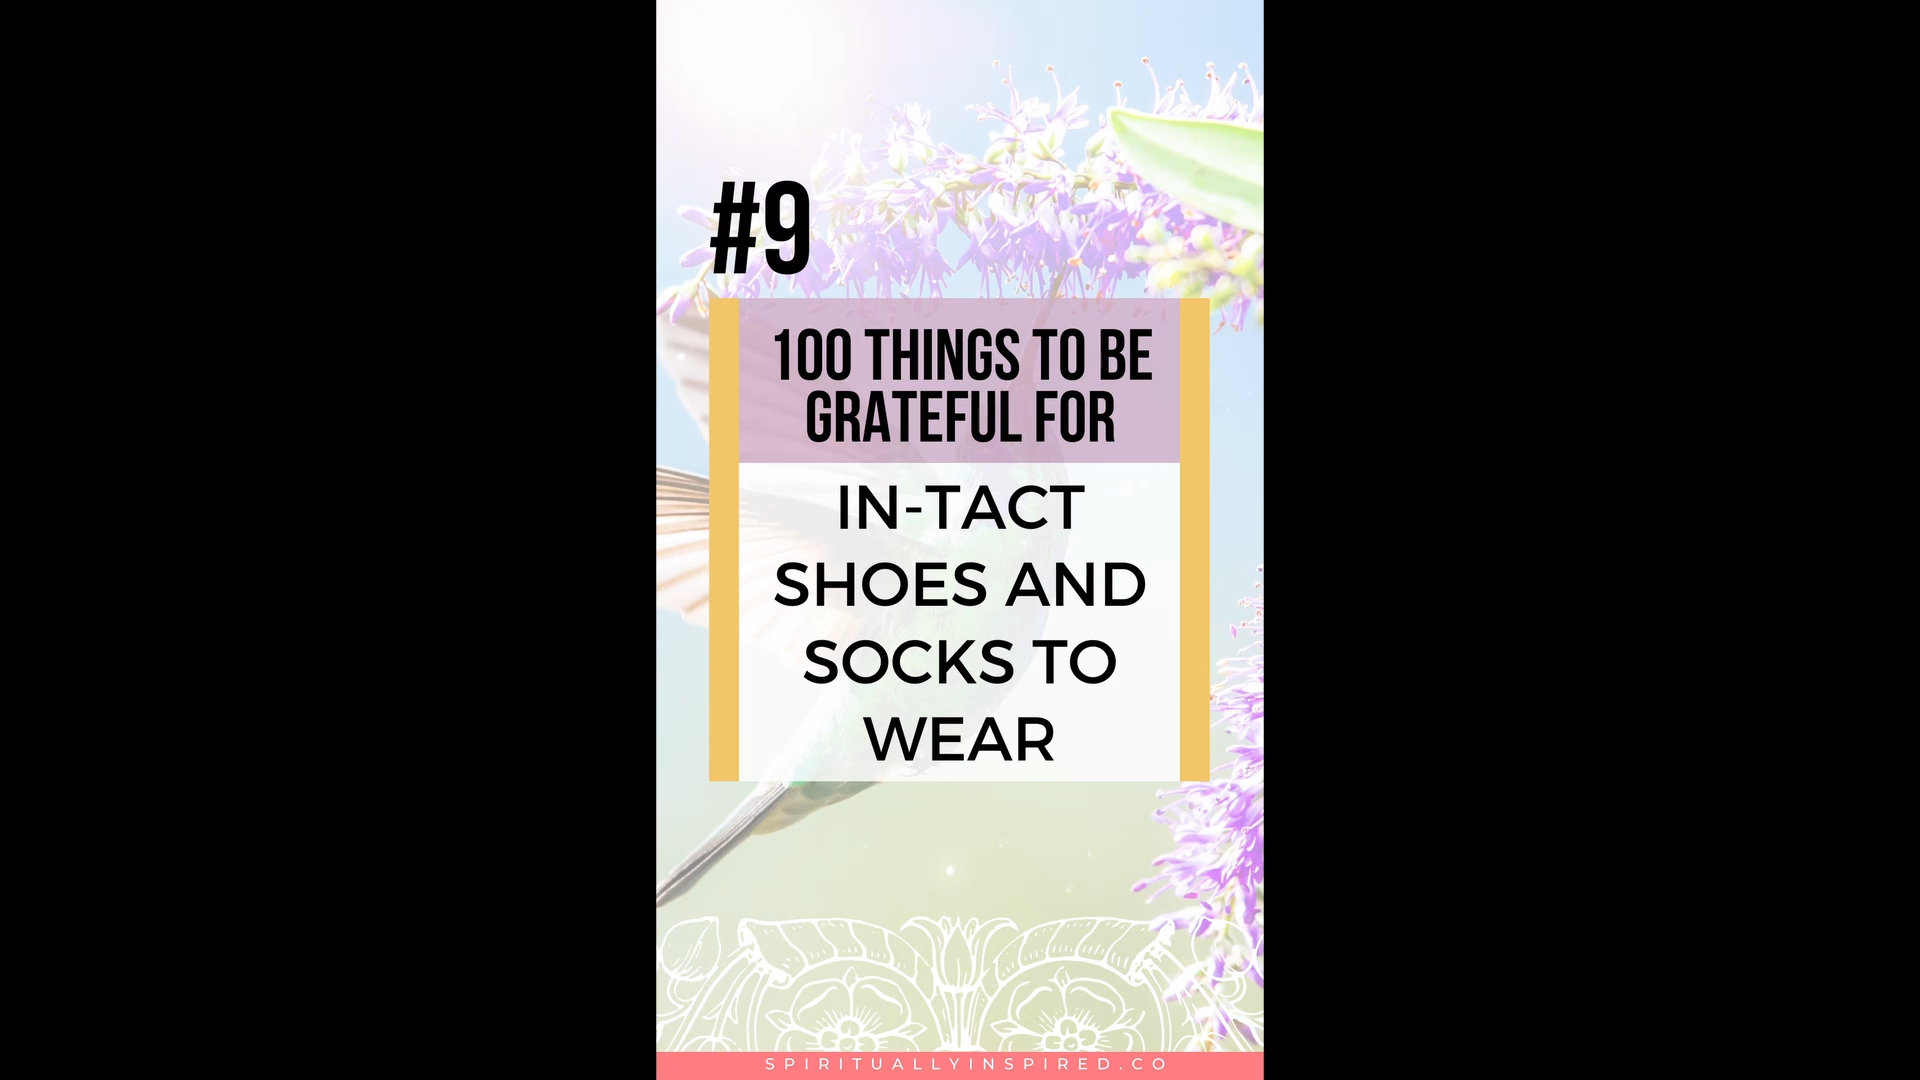 #9
100 THINGS TO BE
GRATEFUL FOR
IN-TACT
SHOES AND
SOCKS TO
WEAR
SPIRITUALLYINSPIRED.CO